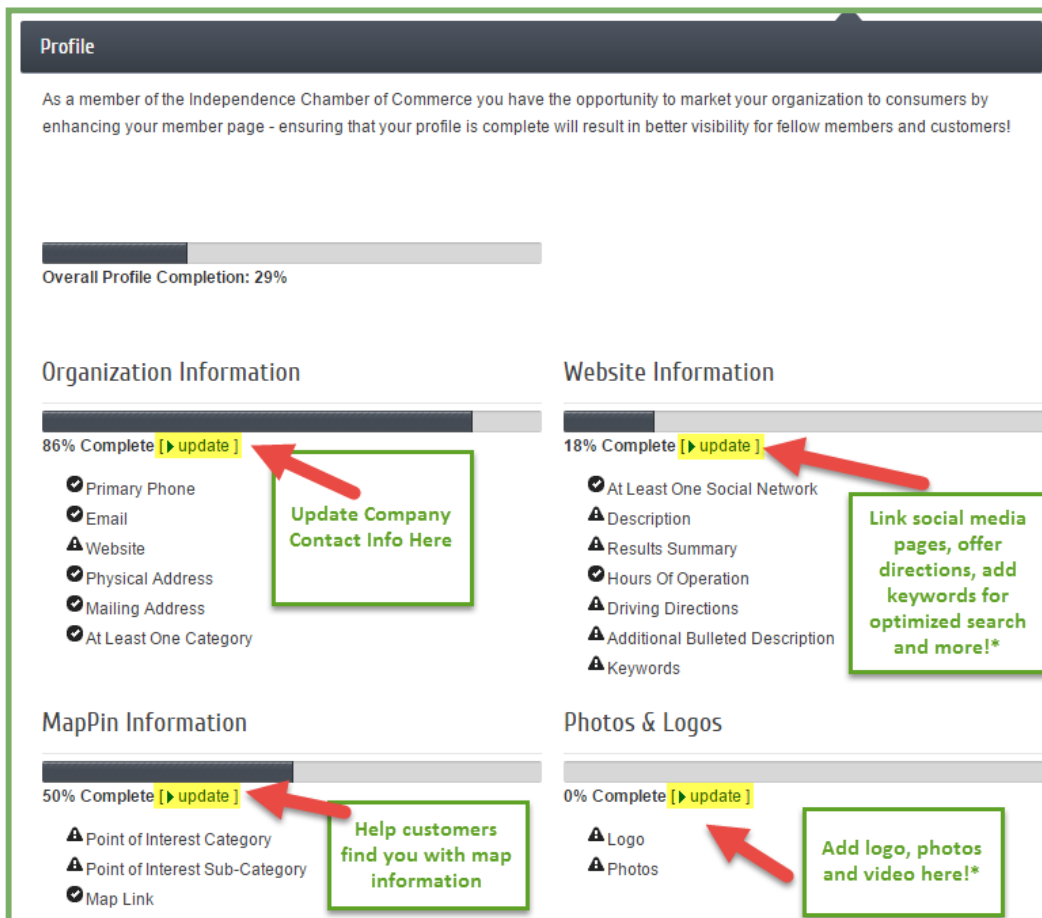 Profile
As a member of the Independence Chamber of Commerce you have the opportunity to market your organization to consumers by
enhancing your member page - ensuring that your profile is complete will result in better visibility for fellow members and customers!
Overall Profile Completion: 29%
Organization Information
86% Complete [ update ]
Primary Phone
Email
Website
Physical Address
Mailing Address
At Least One Category
Update Company
Contact Info Here
Website Information
18% Complete [ update ]
At Least One Social Network
Description
Results Summary
Hours Of Operation
Driving Directions
Additional Bulleted Description
Keywords
Link social media
pages, offer
directions, add
keywords for
optimized search
and more!*
MapPin Information
50% Complete [ update ]
Point of Interest Category
Point of Interest Sub-Category
Map Link
Help customers
find you with map
information
Photos & Logos
0% Complete [ update ]
Logo
Photos
Add logo, photos
and video here!*